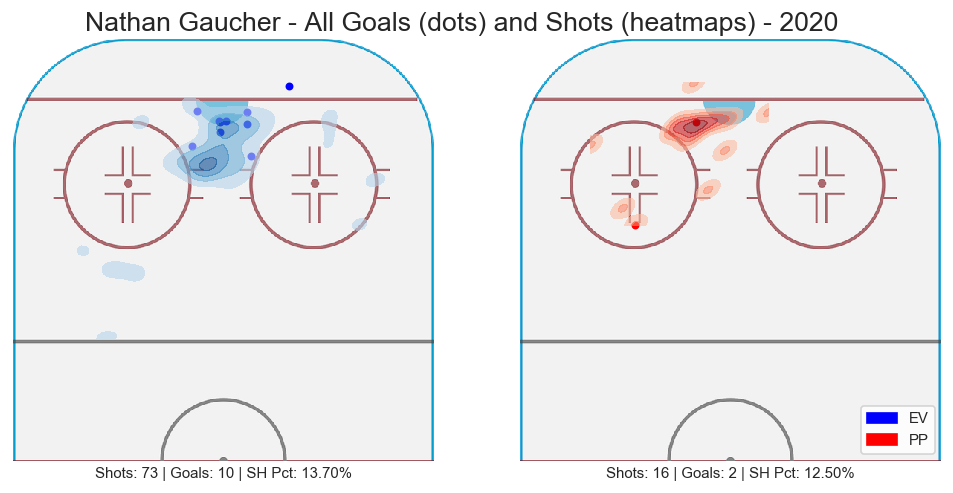 Nathan Gaucher - All Goals (dots) and Shots (heatmaps) - 2020
EV
PP
Shots: 73 | Goals: 10 | SH Pct: 13.70%
Shots: 16 | Goals: 2 | SH Pct: 12.50%